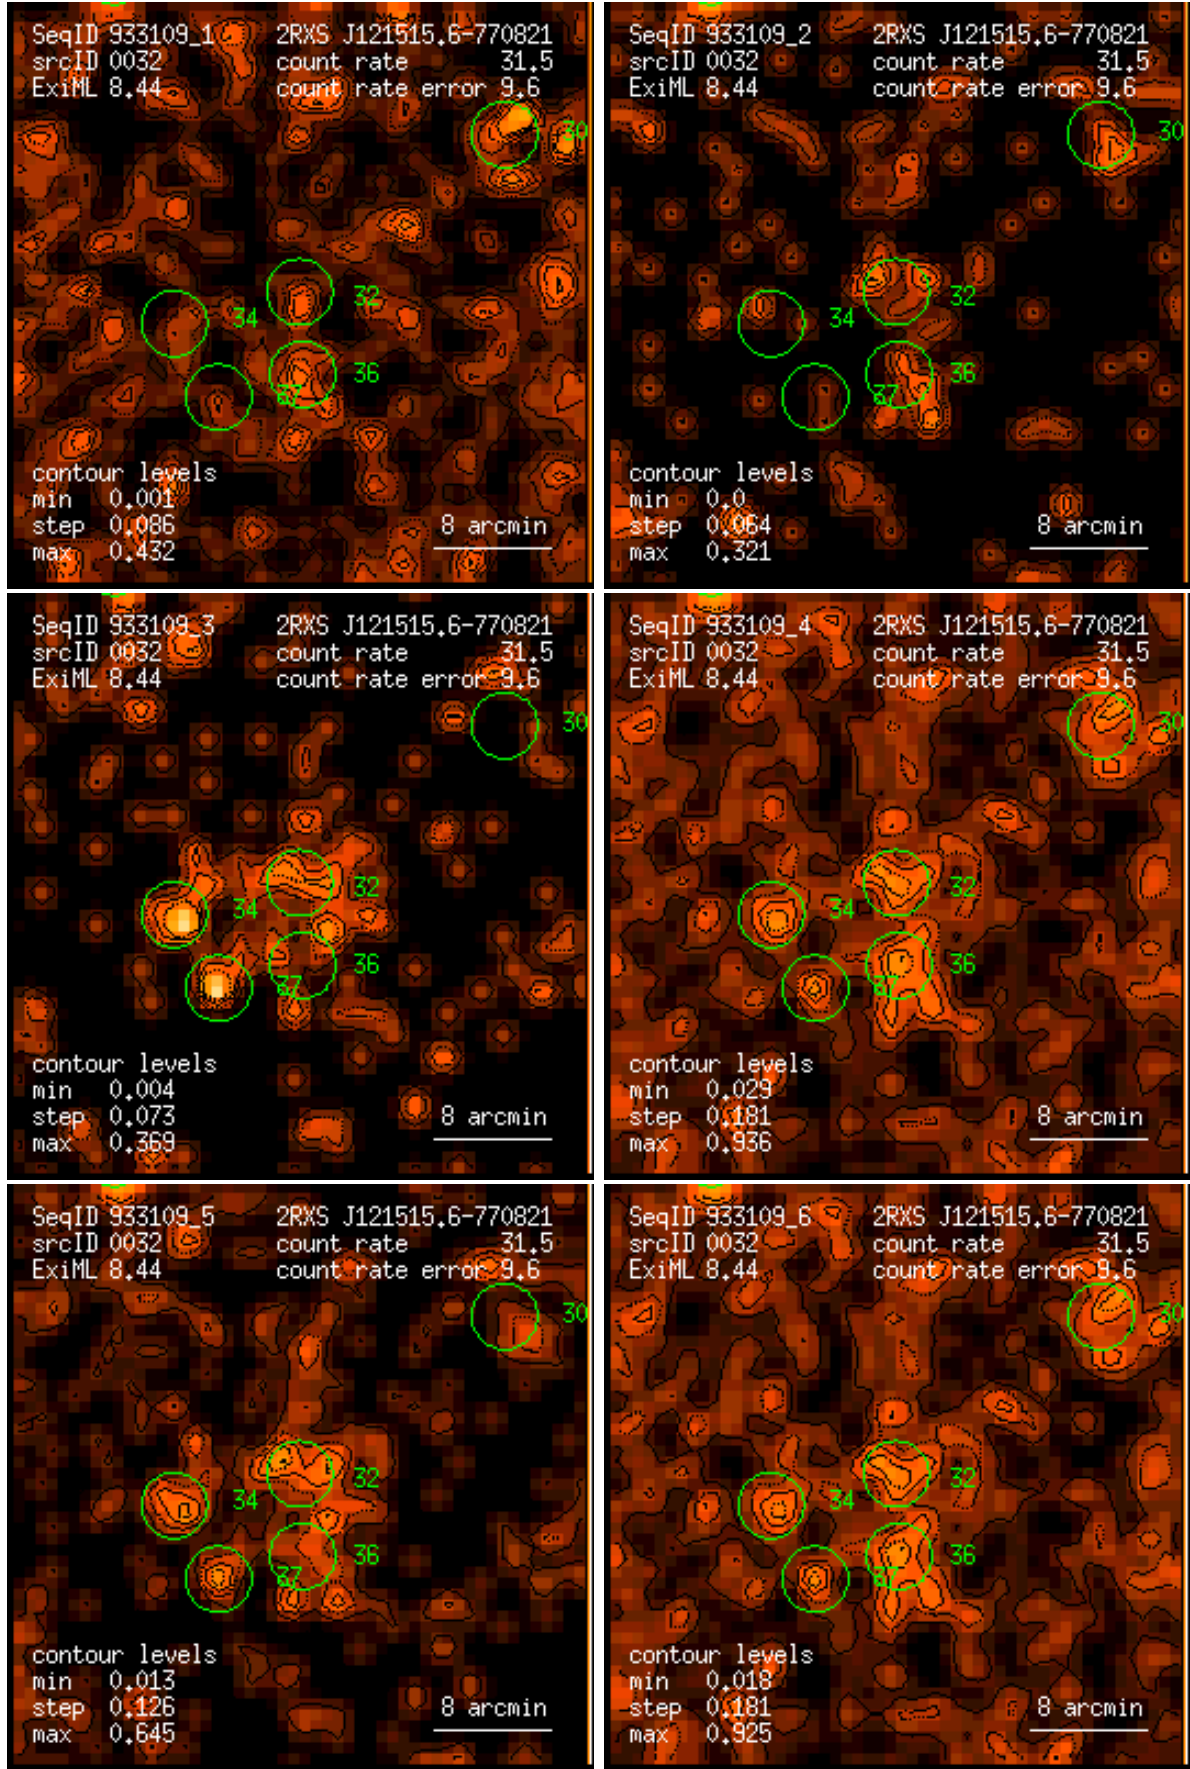 SeqID 933109_1 2RXS J121515.6-770821
srcID 0032 count rate 31.5
ExiML 8.44 count rate error 9.6
30
32
34
36
37
contour levels
min 0.001
step 0.086
max 0.432
8 arcmin
SeqID 933109_2 2RXS J121515.6-770821
srcID 0032 count rate 31.5
ExiML 8.44 count rate error 9.6
30
32
34
36
37
contour levels
min 0.0
step 0.064
max 0.321
8 arcmin
SeqID 933109_3 2RXS J121515.6-770821
srcID 0032 count rate 31.5
ExiML 8.44 count rate error 9.6
30
32
34
36
37
contour levels
min 0.004
step 0.073
max 0.369
8 arcmin
SeqID 933109_4 2RXS J121515.6-770821
srcID 0032 count rate 31.5
ExiML 8.44 count rate error 9.6
30
32
34
36
37
contour levels
min 0.029
step 0.181
max 0.936
8 arcmin
SeqID 933109_5 2RXS J121515.6-770821
srcID 0032 count rate 31.5
ExiML 8.44 count rate error 9.6
30
32
34
36
37
contour levels
min 0.013
step 0.126
max 0.645
8 arcmin
SeqID 933109_6 2RXS J121515.6-770821
srcID 0032 count rate 31.5
ExiML 8.44 count rate error 9.6
30
32
34
36
37
contour levels
min 0.018
step 0.181
max 0.925
8 arcmin